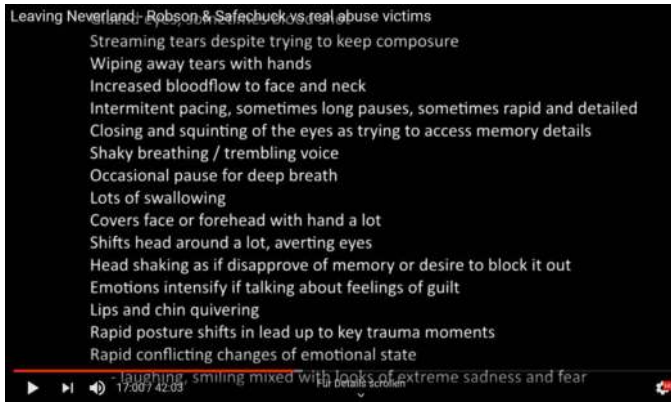 Leaving Neverland - Robson & Safechuck vs real abuse victims
Streaming tears despite trying to keep composure
Wiping away tears with hands
Increased bloodflow to face and neck
Intermitent pacing, sometimes long pauses, sometimes rapid and detailed
Closing and squinting of the eyes as trying to access memory details
Shaky breathing / trembling voice
Occasional pause for deep breath
Lots of swallowing
Covers face or forehead with hand a lot
Shifts head around a lot, averting eyes
Head shaking as if disapprove of memory or desire to block it out
Emotions intensify if talking about feelings of guilt
Lips and chin quivering
Rapid posture shifts in lead up to key trauma moments
Rapid conflicting changes of emotional state
- laughing, smiling mixed with looks of extreme sadness and fear
17:00 / 42:03
Für Details scrollen